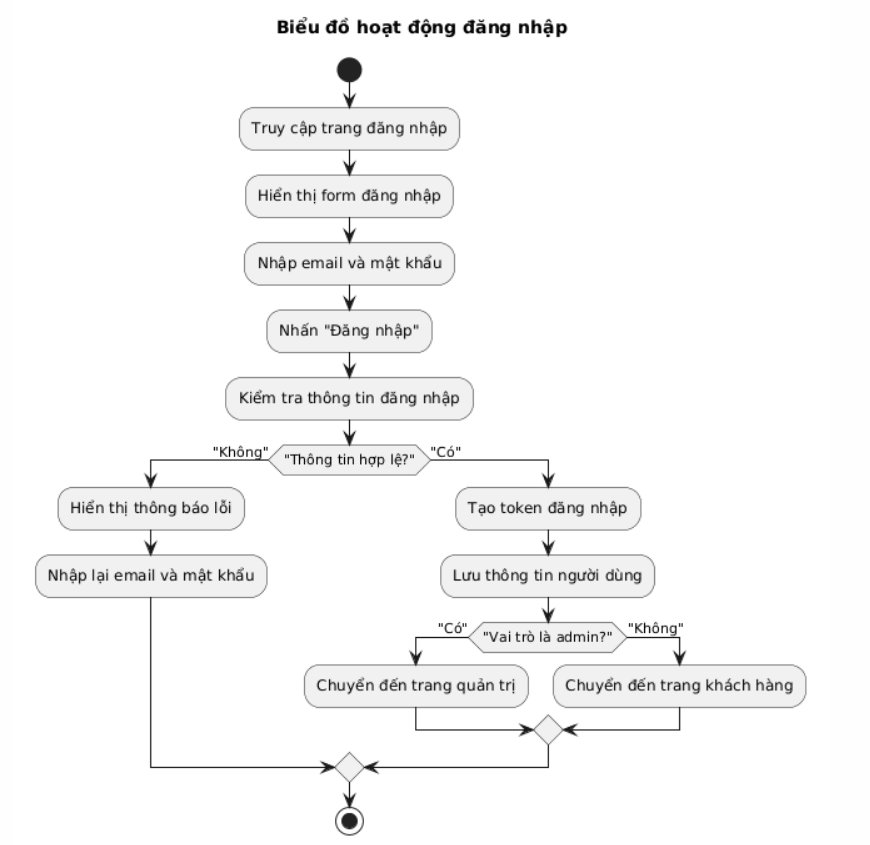 Biểu đồ hoạt động đăng nhập
Truy cập trang đăng nhập
Hiển thị form đăng nhập
Nhập email và mật khẩu
Nhấn "Đăng nhập"
Kiểm tra thông tin đăng nhập
"Không"
"Thông tin hợp lệ?"
"Có"
Hiển thị thông báo lỗi
Tạo token đăng nhập
Nhập lại email và mật khẩu
Lưu thông tin người dùng
"Có"
"Vai trò là admin?"
"Không"
Chuyển đến trang quản trị
Chuyển đến trang khách hàng